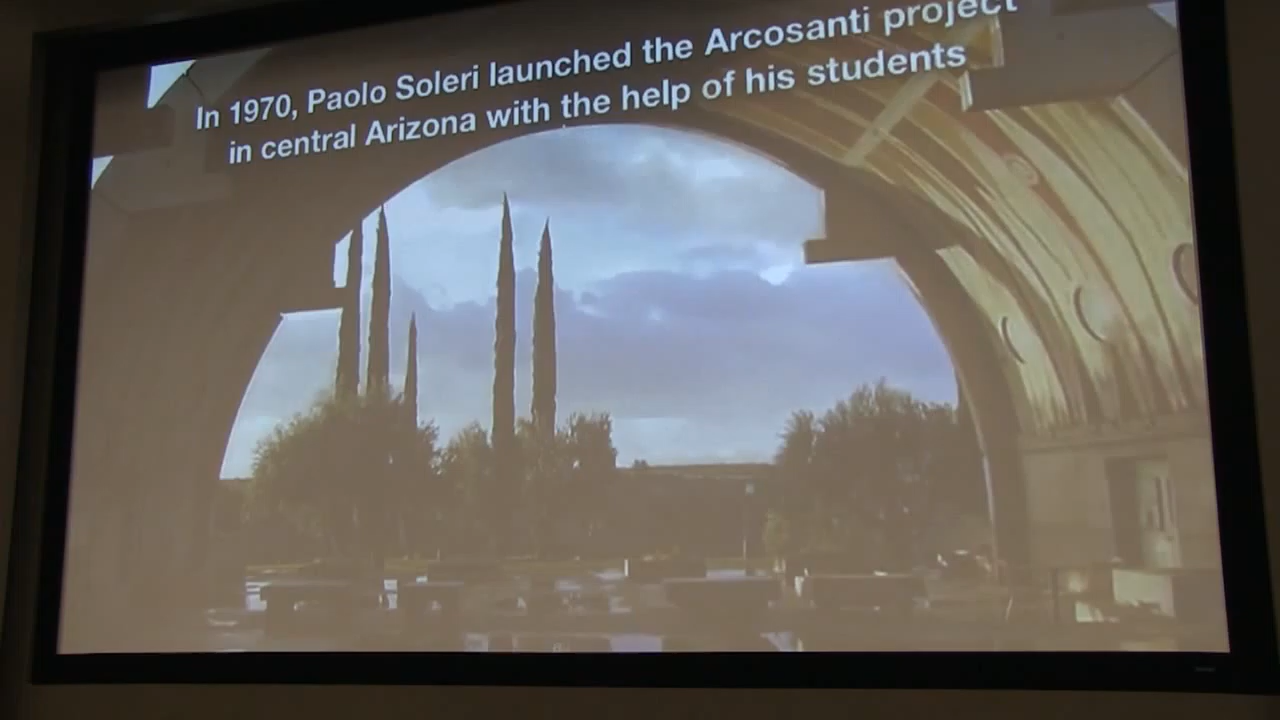 In 1970, Paolo Soleri launched the Arcosanti project
in central Arizona with the help of his students